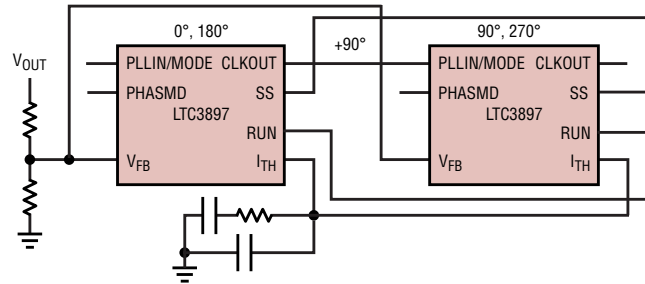 0°, 180°
90°, 270°
+90°
V_OUT
PLLIN/MODE CLKOUT
PHASMD SS
LTC3897
RUN
V_FB I_TH
PLLIN/MODE CLKOUT
PHASMD SS
LTC3897
RUN
V_FB I_TH